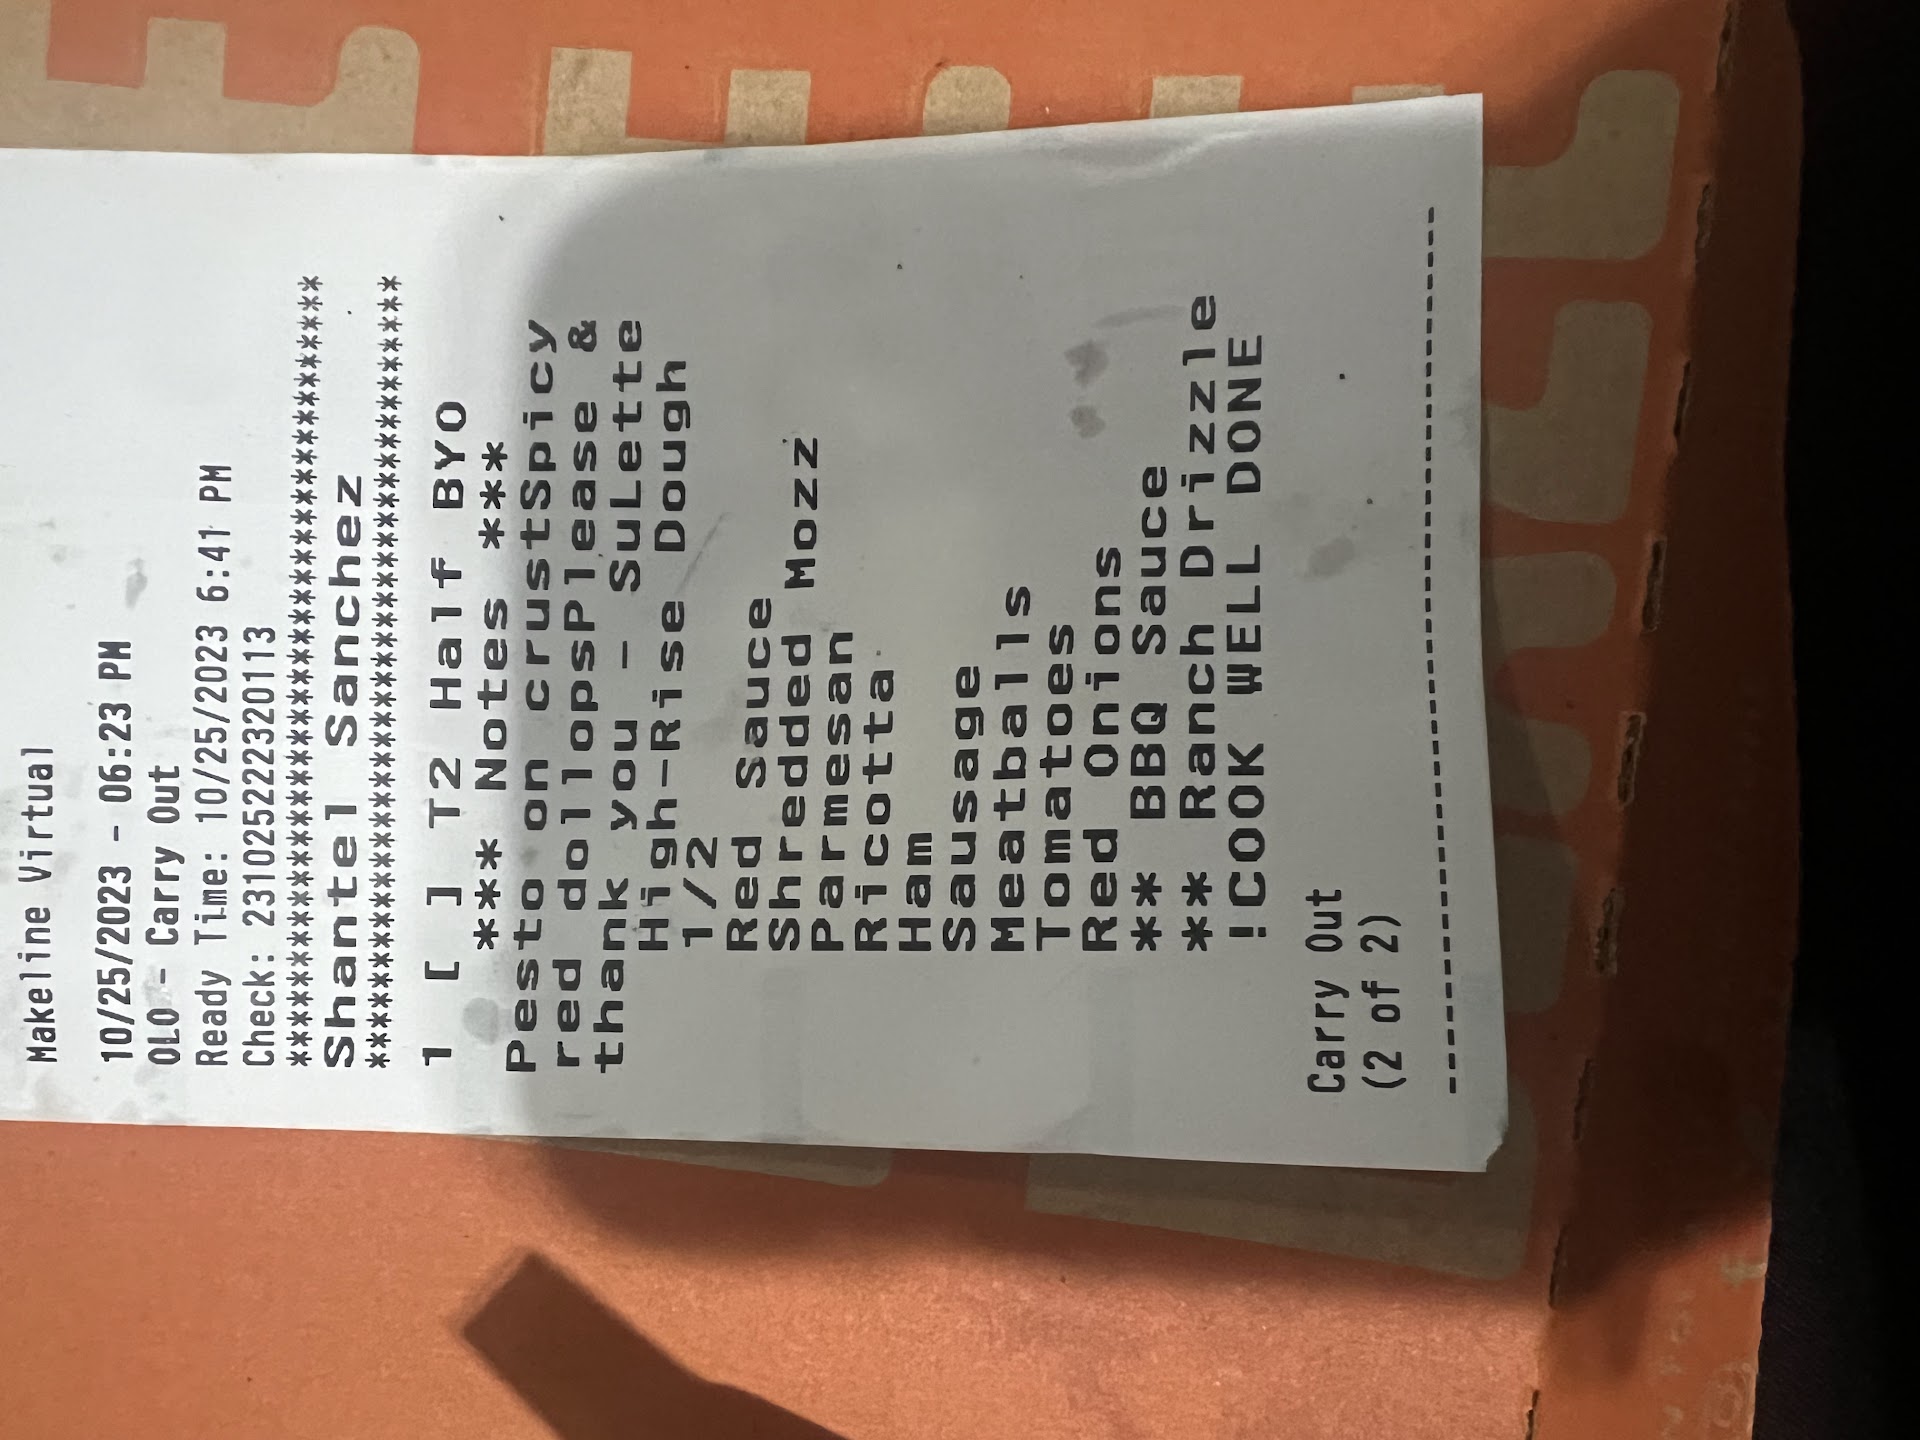 Makeline Virtual
10/25/2023 - 06:23 PM
OLO - Carry Out
Ready Time: 10/25/2023 6:41 PM
Check: 231025222320113
**********************************
Shantel Sanchez
**********************************
1 [ ] T2 Half BYO
*** Notes ***
Pesto on crustSpicy
red dollopsPlease &
thank you - SuLette
High-Rise Dough
1/2
Red Sauce
Shredded Mozz
Parmesan
Ricotta
Ham
Sausage
Meatballs
Tomatoes
Red Onions
** BBQ Sauce
** Ranch Drizzle
!COOK WELL DONE
Carry Out
(2 of 2)